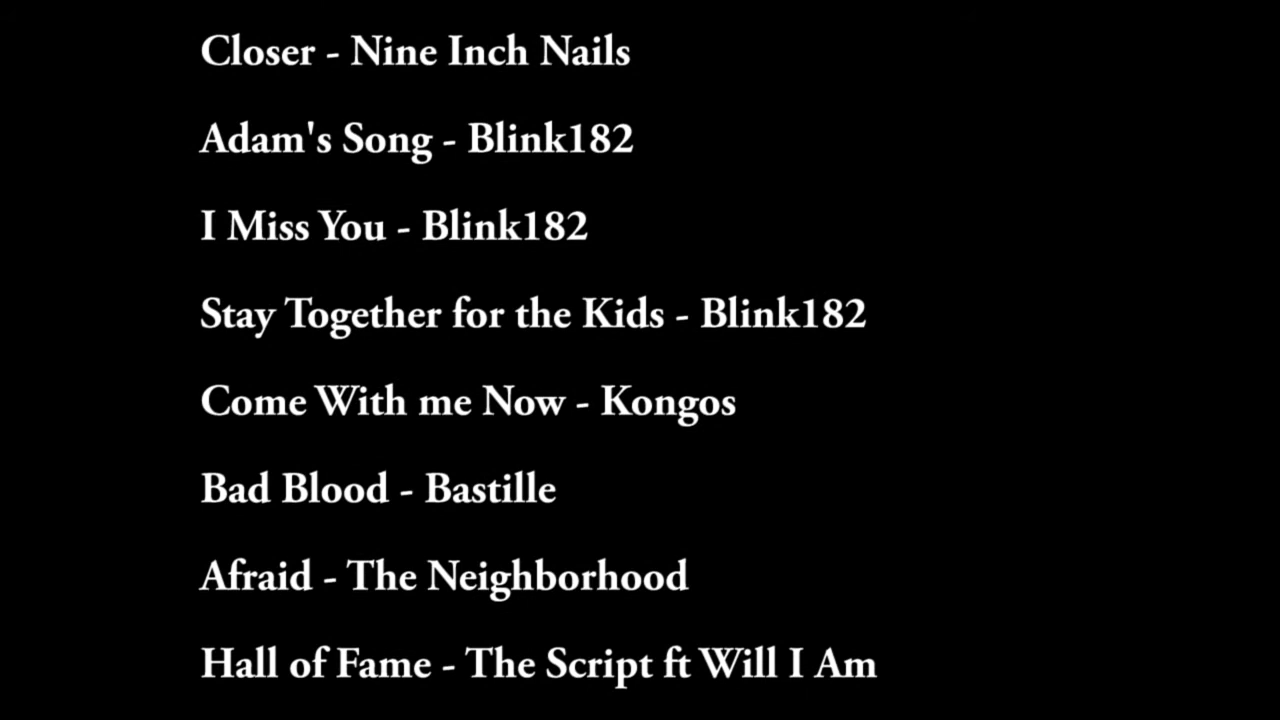 Closer - Nine Inch Nails
Adam's Song - Blink182
I Miss You - Blink182
Stay Together for the Kids - Blink182
Come With me Now - Kongos
Bad Blood - Bastille
Afraid - The Neighborhood
Hall of Fame - The Script ft Will I Am